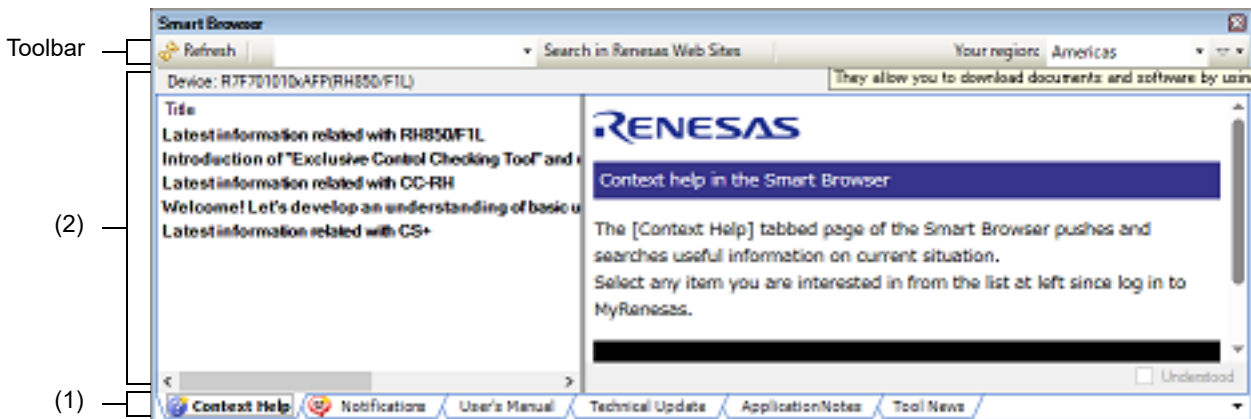 Smart Browser
Toolbar
Refresh
Search in Renesas Web Sites
Your region: Americas
Device: R7F701010xAFP(RH850/F1L)
They allow you to download documents and software by usin
Title
Latest information related with RH850/F1L
Introduction of "Exclusive Control Checking Tool" and
Latest information related with CC-RH
Welcome! Let's develop an understanding of basic u
Latest information related with CS+
(2)
RENESAS
Context help in the Smart Browser
The [Context Help] tabbed page of the Smart Browser pushes and
searches useful information on current situation.
Select any item you are interested in from the list at left since log in to
MyRenesas.
Understood
(1)
Context Help
Notifications
User's Manual
Technical Update
ApplicationNotes
Tool News